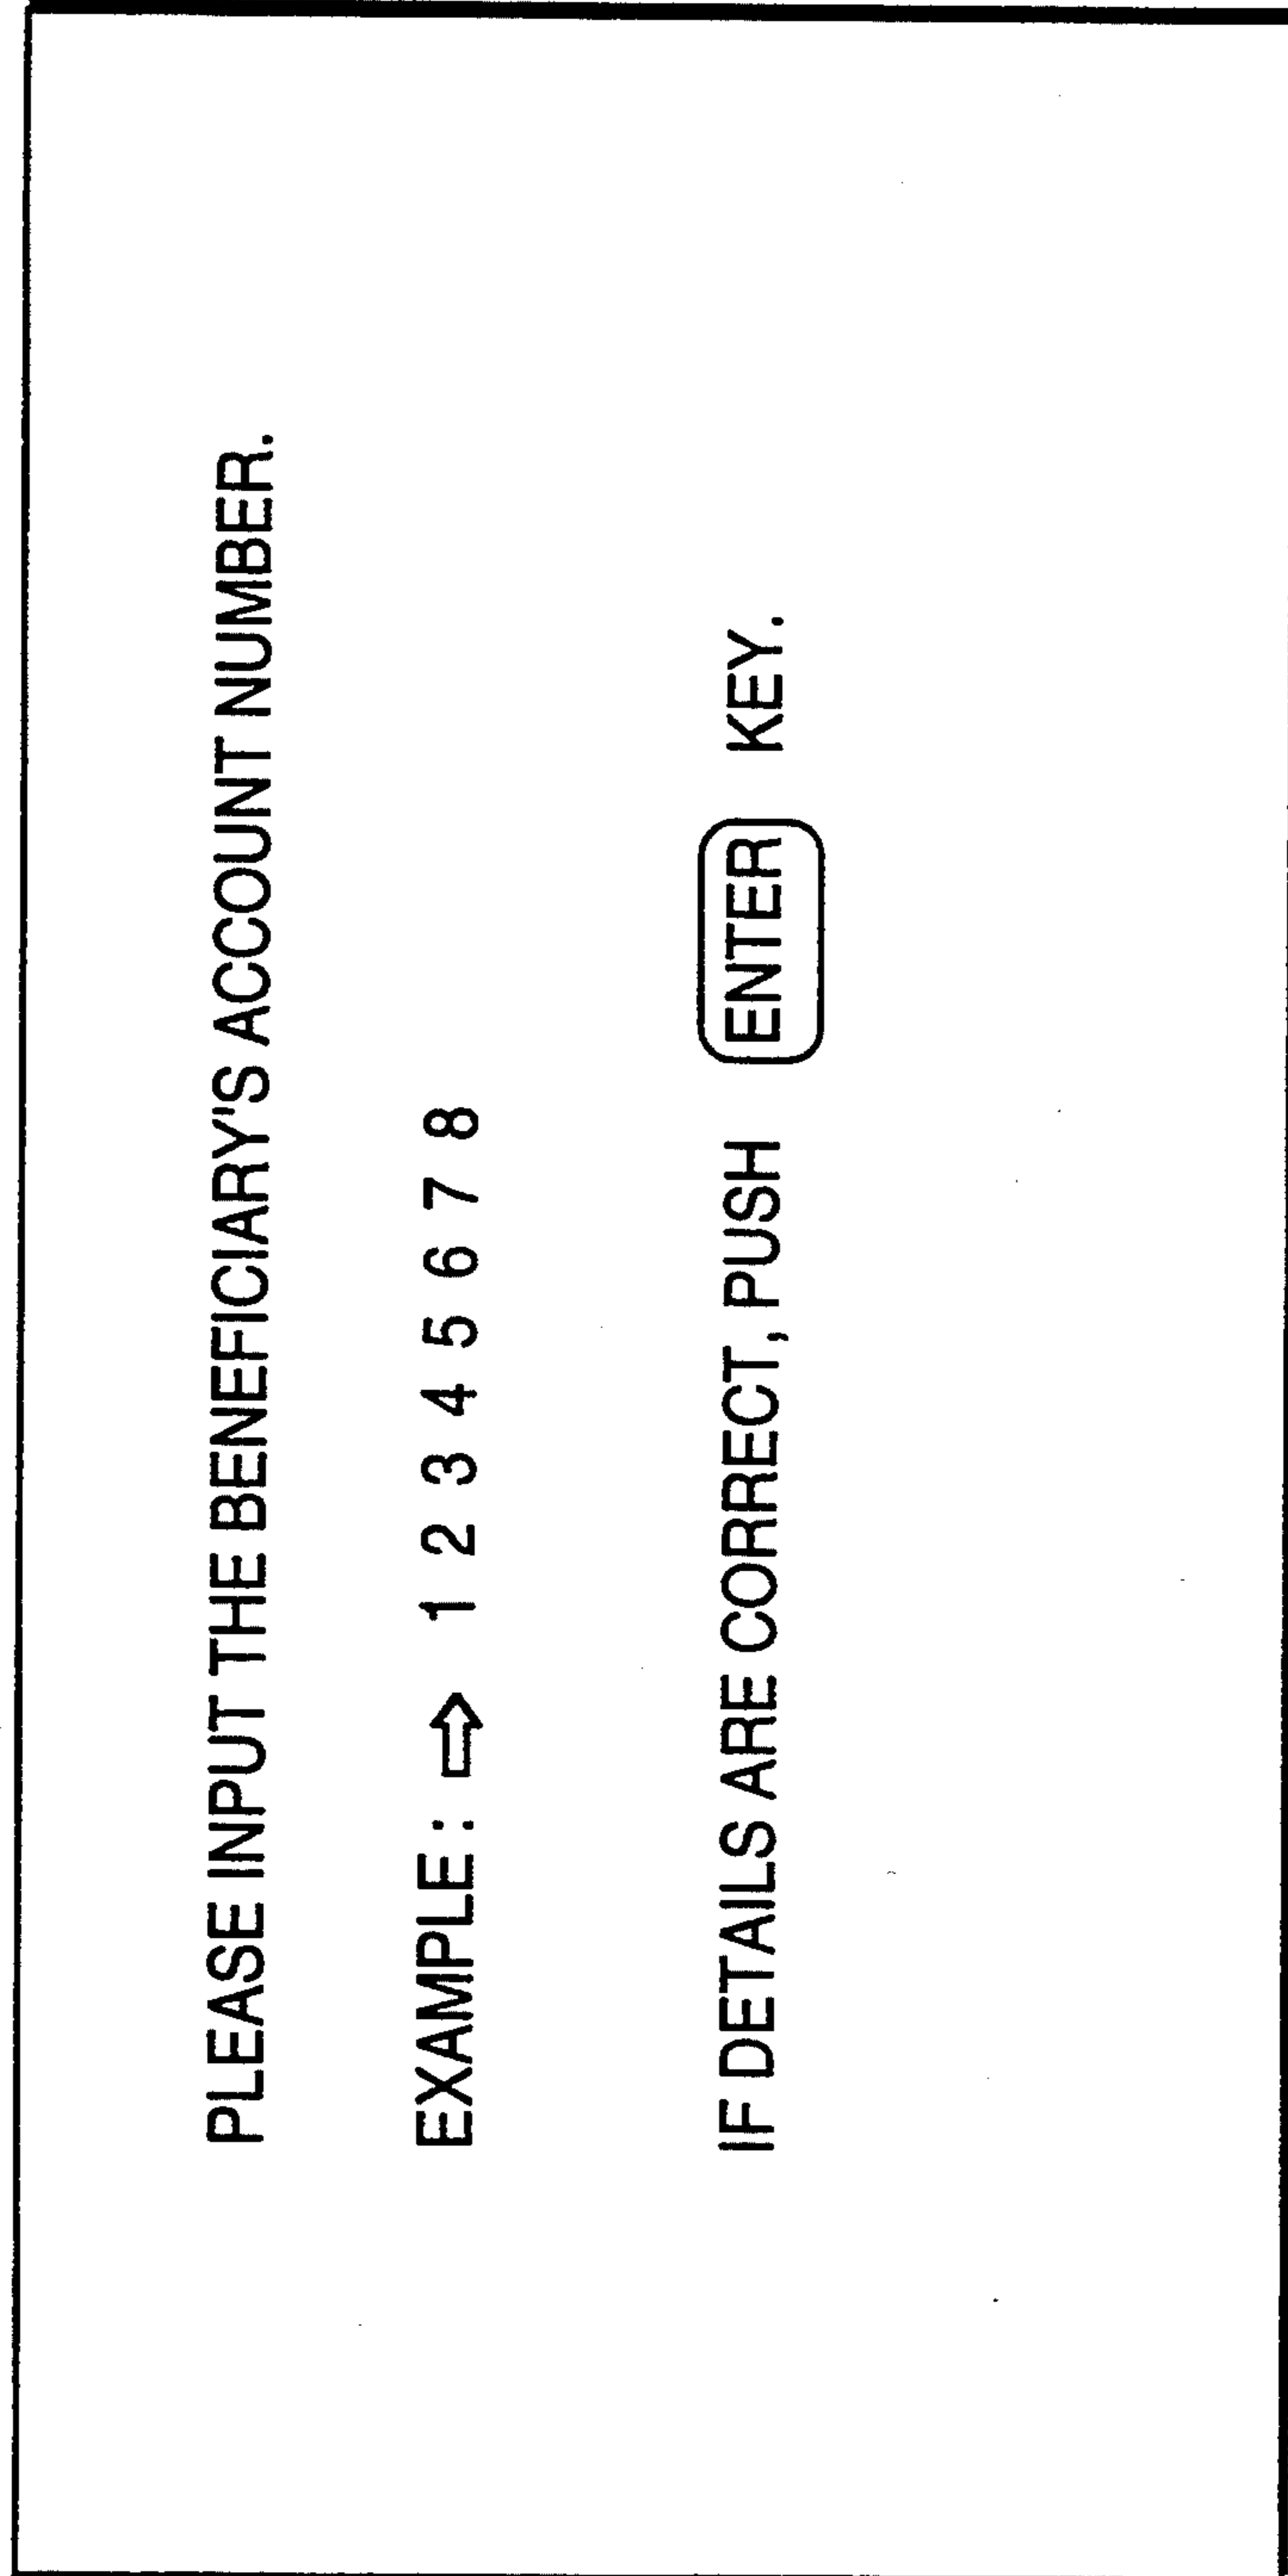 PLEASE INPUT THE BENEFICIARY'S ACCOUNT NUMBER.
EXAMPLE: ⇨ 1 2 3 4 5 6 7 8
IF DETAILS ARE CORRECT, PUSH ENTER KEY.